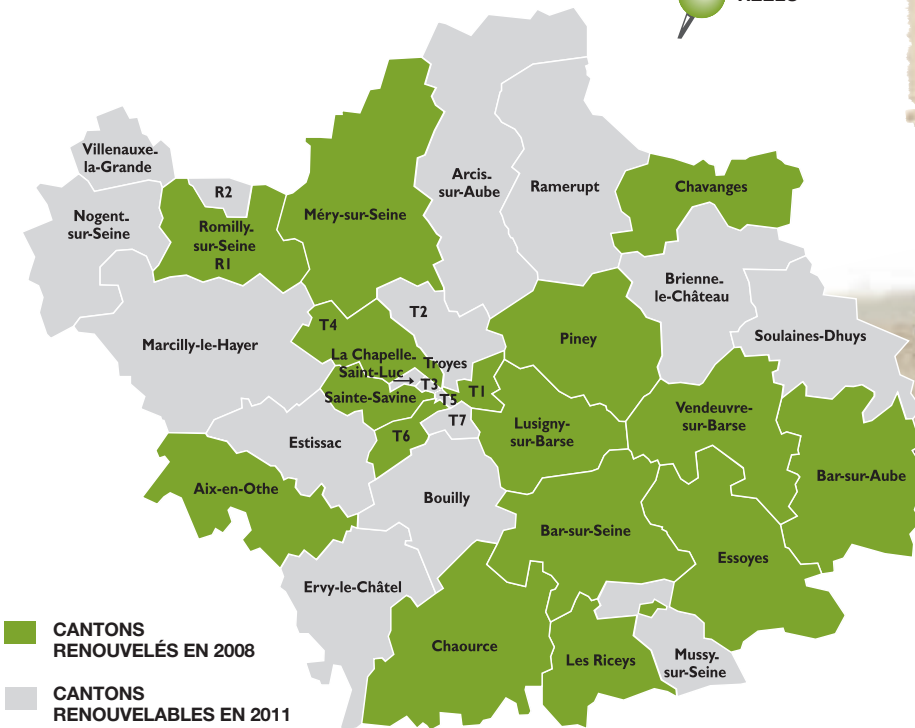 Villenauxe-
la-Grande
Nogent-
sur-Seine
R2
Romilly-
sur-Seine
R1
Méry-sur-Seine
Arcis-
sur-Aube
Ramerupt
Chavanges
Brienne-
le-Château
Soulaines-Dhuys
Marcilly-le-Hayer
T4
T2
Piney
La Chapelle-
Saint-Luc
Troyes
T3
T1
Sainte-Savine
T5
T7
T6
Lusigny-
sur-Barse
Vendeuvre-
sur-Barse
Estissac
Bar-sur-Aube
Aix-en-Othe
Bouilly
Bar-sur-Seine
Essoyes
Ervy-le-Châtel
Chaource
Les Riceys
Mussy-
sur-Seine
CANTONS
RENOUVELÉS EN 2008
CANTONS
RENOUVELABLES EN 2011